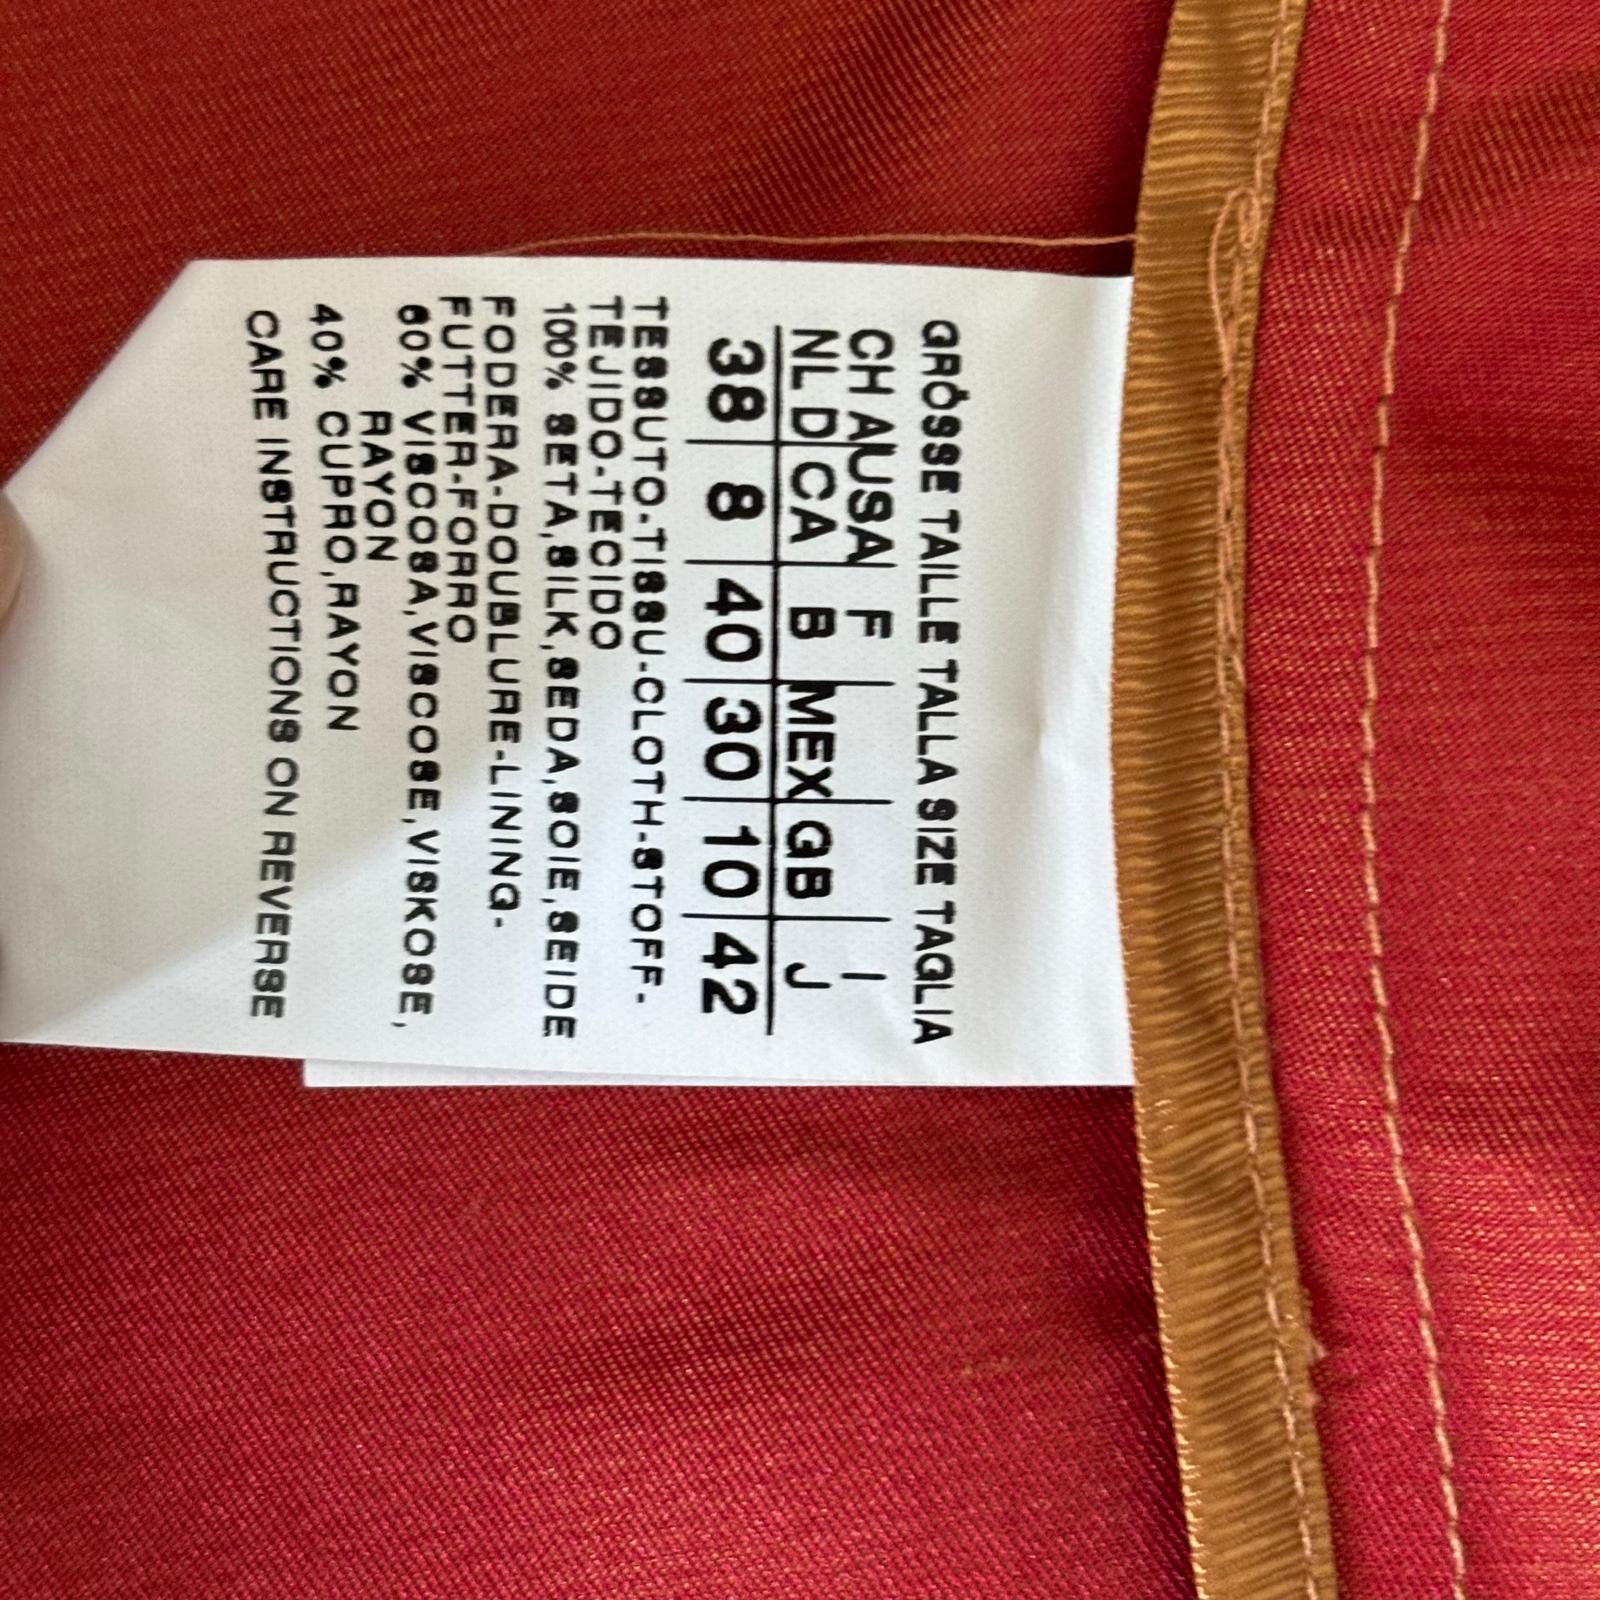 GRÖSSE TAILLE TALLA SIZE TAGLIA
CH A USA F I
NL D CA B MEX GB J
38 8 40 30 10 42
TESSUTO-TISSU-CLOTH-STOFF-
TEJIDO-TECIDO
100% SETA,SILK,SEDA,SOIE,SEIDE
FODERA-DOUBLURE-LINING-
FUTTER-FORRO
60% VISCOSA,VISCOSE,VISKOSE,
RAYON
40% CUPRO,RAYON
CARE INSTRUCTIONS ON REVERSE